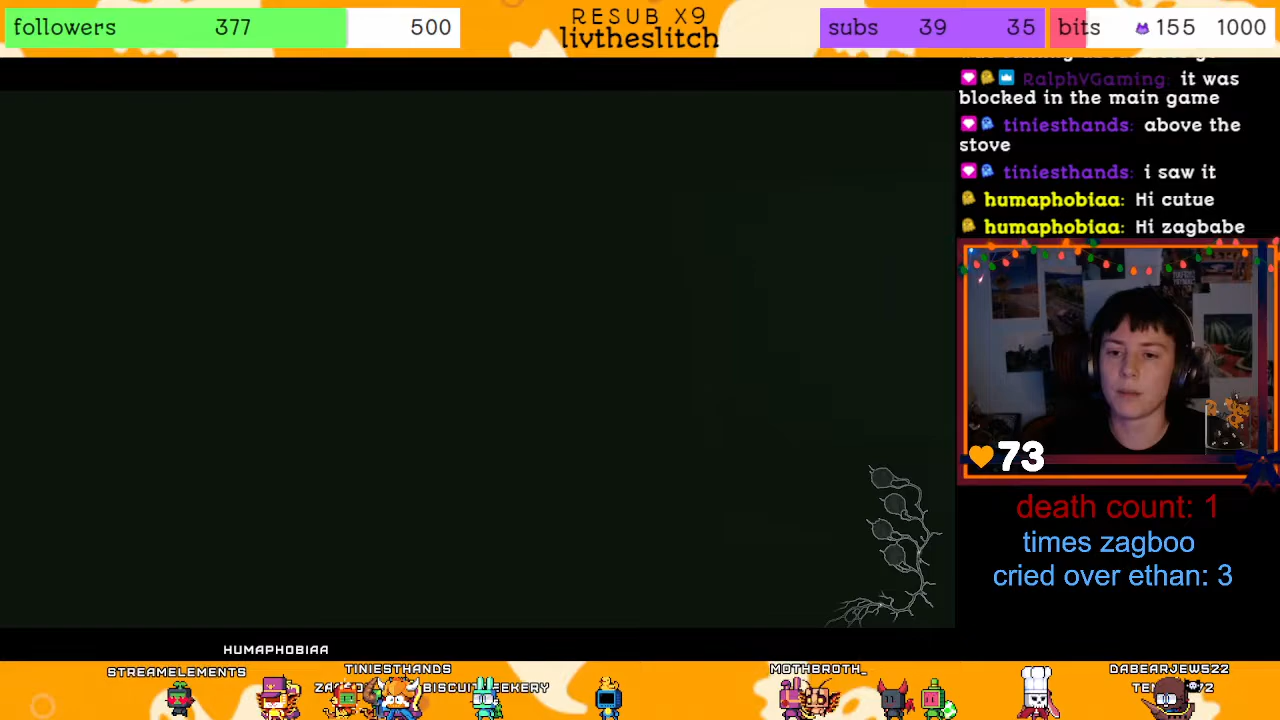 followers 377 500
RESUB X9
livtheslitch
subs 39 35
bits 155 1000
RalphVGaming: it was
blocked in the main game
tiniesthands: above the
stove
tiniesthands: i saw it
humaphobiaa: Hi cutue
humaphobiaa: Hi zagbabe
73
death count: 1
times zagboo
cried over ethan: 3
HUMAPHOBIAA
STREAMELEMENTS
TINIESTHANDS
MOTHBROTH_
DABEARJEWS22